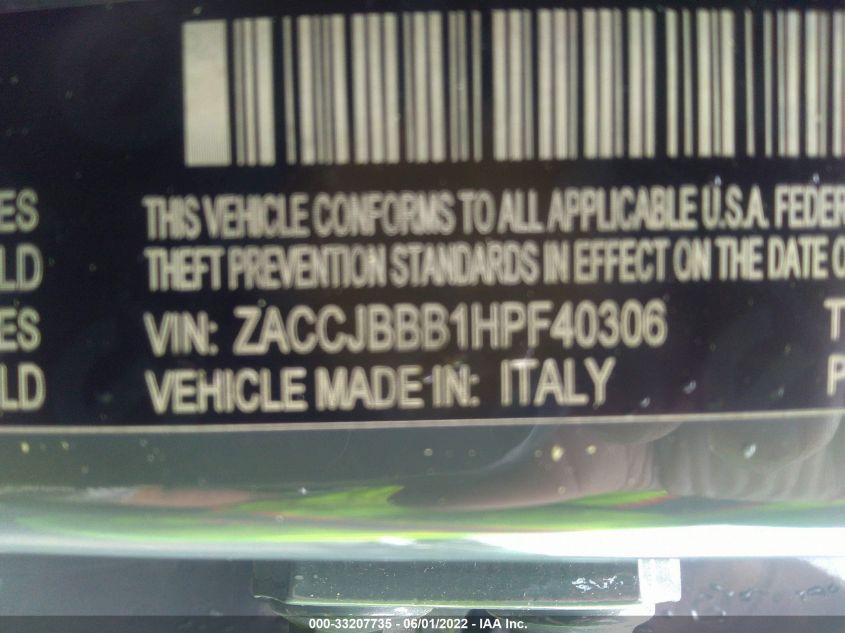 ES
THIS VEHICLE CONFORMS TO ALL APPLICABLE U.S.A. FEDER
LD
THEFT PREVENTION STANDARDS IN EFFECT ON THE DATE O
ES
VIN: ZACCJBBB1HPF40306
T
LD
VEHICLE MADE IN: ITALY
P
000-33207735 - 06/01/2022 - IAA Inc.